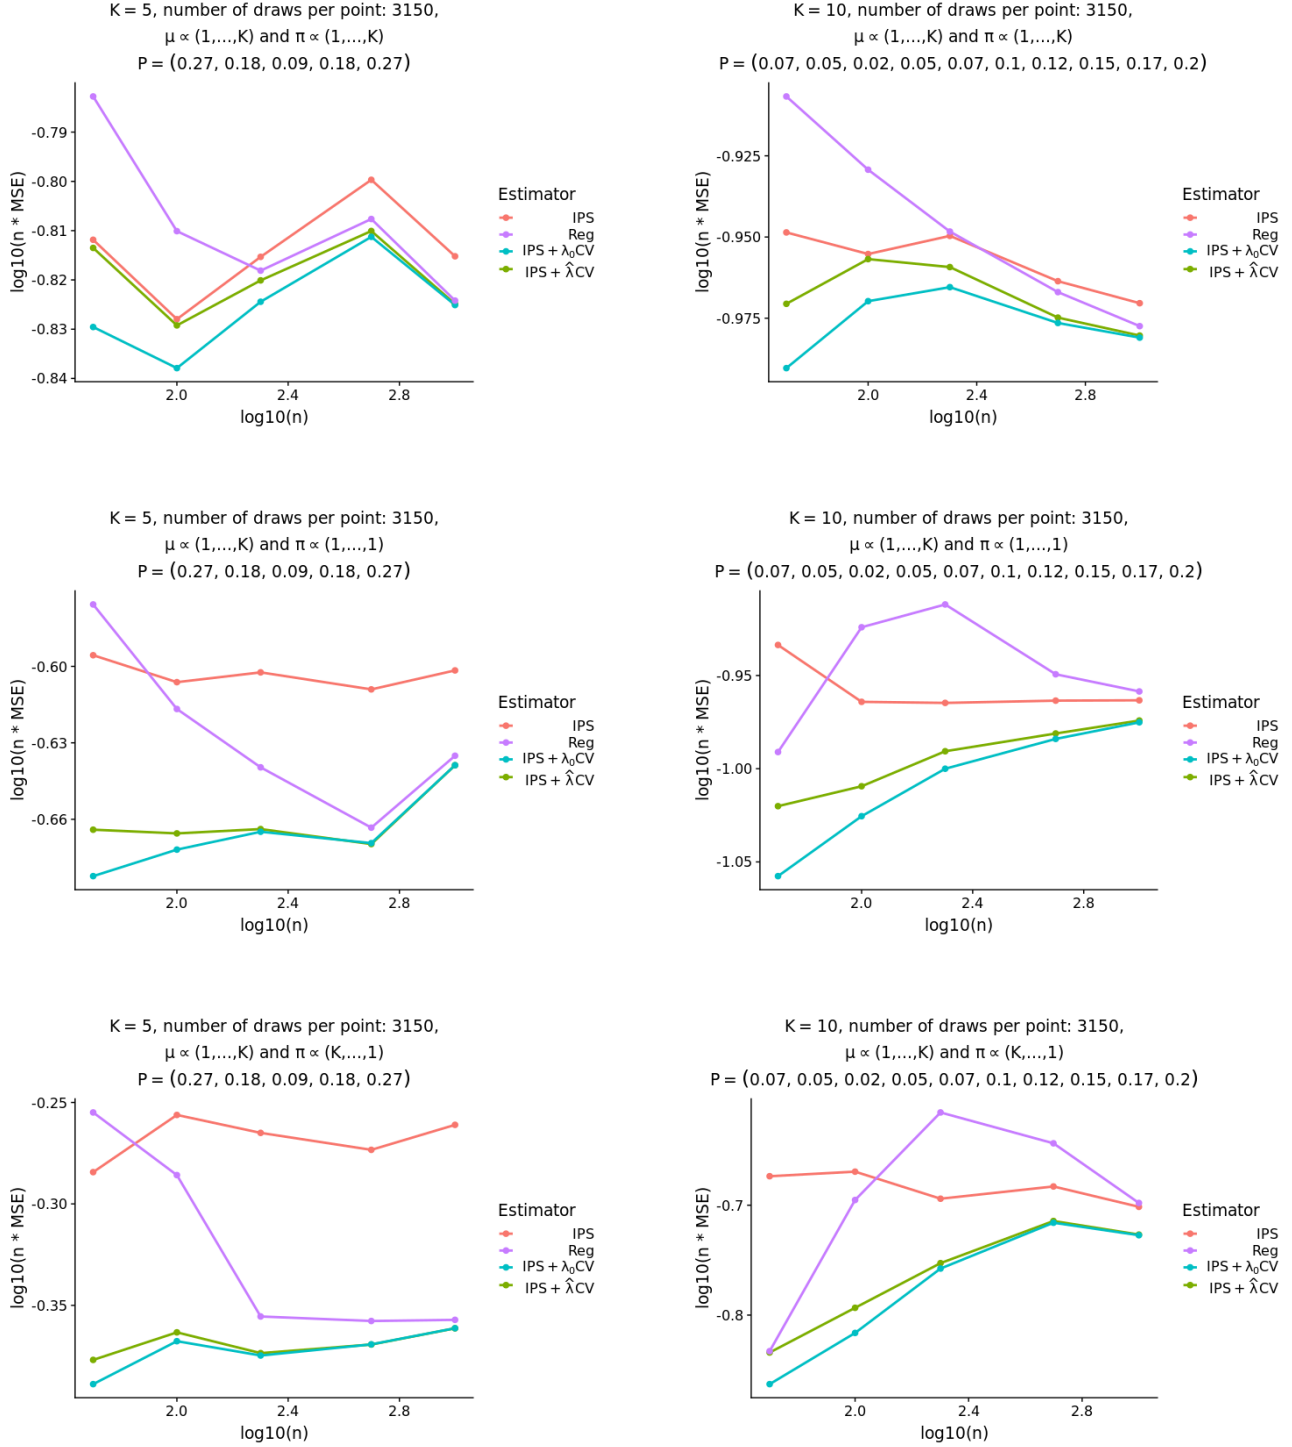 K = 5, number of draws per point: 3150,
μ ∝ (1,...,K) and π ∝ (1,...,K)
P = (0.27, 0.18, 0.09, 0.18, 0.27)
-0.79
-0.80
-0.81
-0.82
-0.83
-0.84
log10(n * MSE)
2.0
2.4
2.8
log10(n)
Estimator
IPS
Reg
IPS + λ₀CV
IPS + λ̂CV
K = 10, number of draws per point: 3150,
μ ∝ (1,...,K) and π ∝ (1,...,K)
P = (0.07, 0.05, 0.02, 0.05, 0.07, 0.1, 0.12, 0.15, 0.17, 0.2)
-0.925
-0.950
-0.975
log10(n * MSE)
2.0
2.4
2.8
log10(n)
Estimator
IPS
Reg
IPS + λ₀CV
IPS + λ̂CV
K = 5, number of draws per point: 3150,
μ ∝ (1,...,K) and π ∝ (1,...,1)
P = (0.27, 0.18, 0.09, 0.18, 0.27)
-0.60
-0.63
-0.66
log10(n * MSE)
2.0
2.4
2.8
log10(n)
Estimator
IPS
Reg
IPS + λ₀CV
IPS + λ̂CV
K = 10, number of draws per point: 3150,
μ ∝ (1,...,K) and π ∝ (1,...,1)
P = (0.07, 0.05, 0.02, 0.05, 0.07, 0.1, 0.12, 0.15, 0.17, 0.2)
-0.95
-1.00
-1.05
log10(n * MSE)
2.0
2.4
2.8
log10(n)
Estimator
IPS
Reg
IPS + λ₀CV
IPS + λ̂CV
K = 5, number of draws per point: 3150,
μ ∝ (1,...,K) and π ∝ (K,...,1)
P = (0.27, 0.18, 0.09, 0.18, 0.27)
-0.25
-0.30
-0.35
log10(n * MSE)
2.0
2.4
2.8
log10(n)
Estimator
IPS
Reg
IPS + λ₀CV
IPS + λ̂CV
K = 10, number of draws per point: 3150,
μ ∝ (1,...,K) and π ∝ (K,...,1)
P = (0.07, 0.05, 0.02, 0.05, 0.07, 0.1, 0.12, 0.15, 0.17, 0.2)
-0.7
-0.8
log10(n * MSE)
2.0
2.4
2.8
log10(n)
Estimator
IPS
Reg
IPS + λ₀CV
IPS + λ̂CV